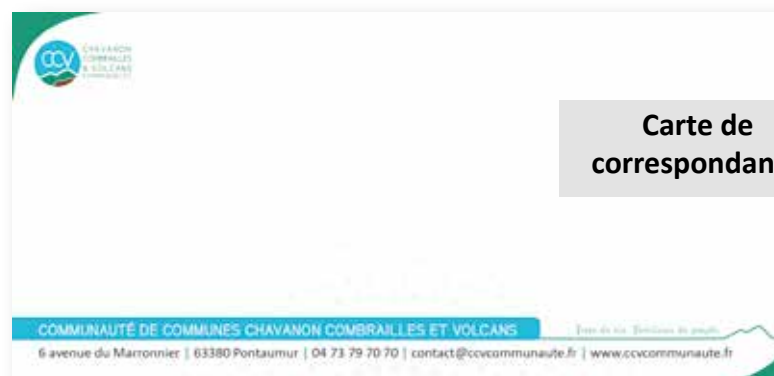 CCV
CHAVANON
COMBRAILLES
& VOLCANS
Carte de
correspondan
COMMUNAUTÉ DE COMMUNES CHAVANON COMBRAILLES ET VOLCANS
6 avenue du Marronnier | 63380 Pontaumur | 04 73 79 70 70 | contact@ccvcommunaute.fr | www.ccvcommunaute.fr